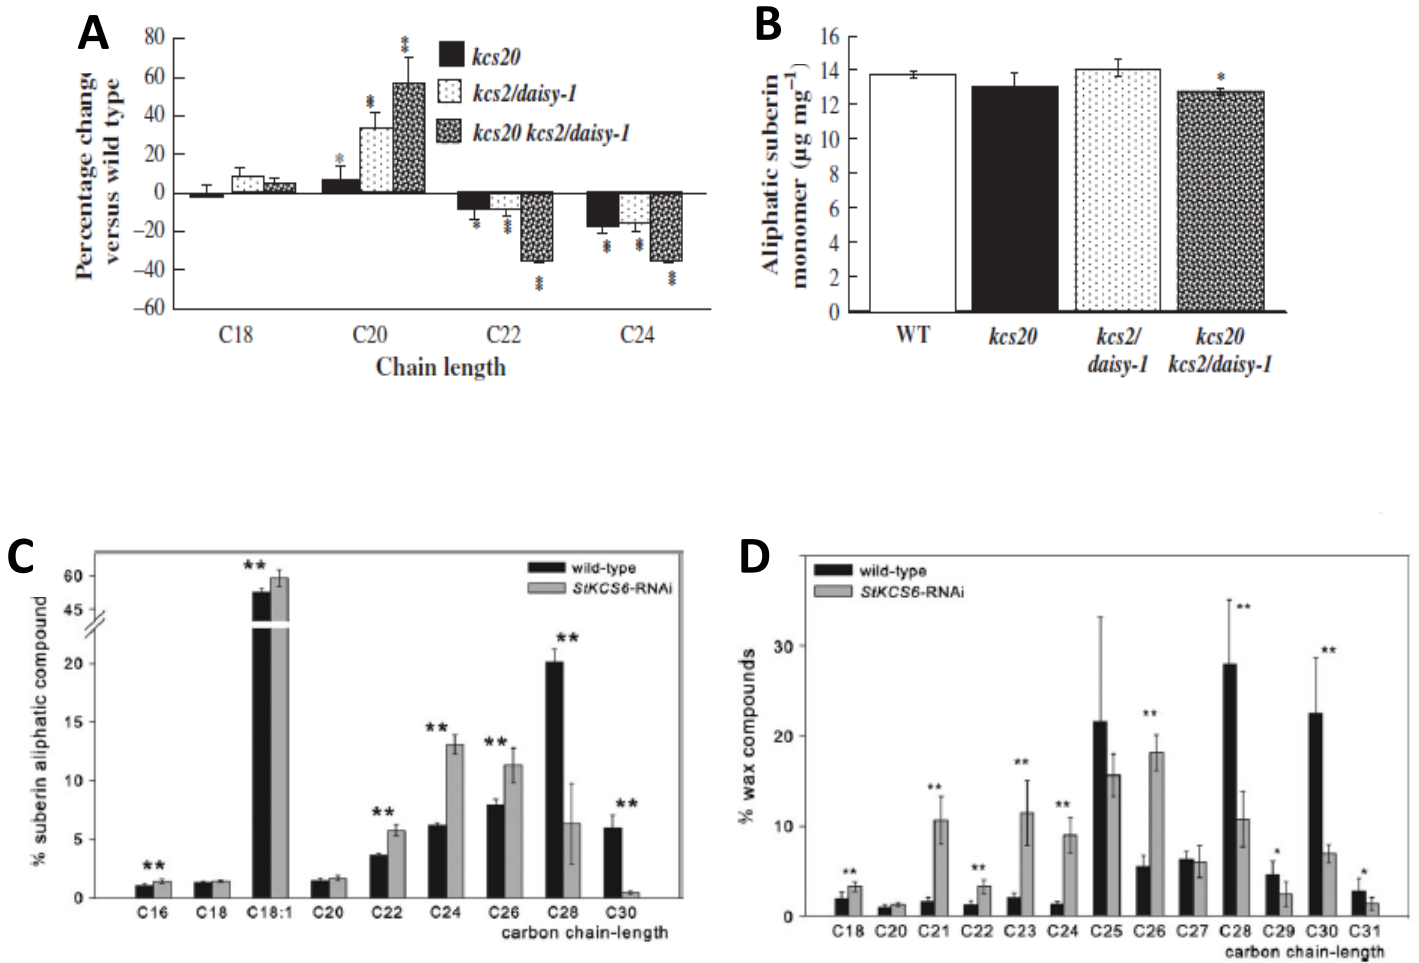 A
Percentage change
versus wild type
80
60
40
20
0
−20
−40
−60
kcs20
kcs2/daisy-1
kcs20 kcs2/daisy-1
*
**
***
*
***
***
**
**
***
C18
C20
C22
C24
Chain length
B
Aliphatic suberin
monomer (µg mg⁻¹)
16
14
12
10
8
6
4
2
0
*
WT
kcs20
kcs2/
daisy-1
kcs20
kcs2/daisy-1
C
% suberin aliphatic compound
60
45
20
15
10
5
0
wild-type
StKCS6-RNAi
**
**
**
**
**
**
**
C16
C18
C18:1
C20
C22
C24
C26
C28
C30
carbon chain-length
D
% wax compounds
30
20
10
0
wild-type
StKCS6-RNAi
**
**
**
**
**
**
**
*
**
*
C18
C20
C21
C22
C23
C24
C25
C26
C27
C28
C29
C30
C31
carbon chain-length